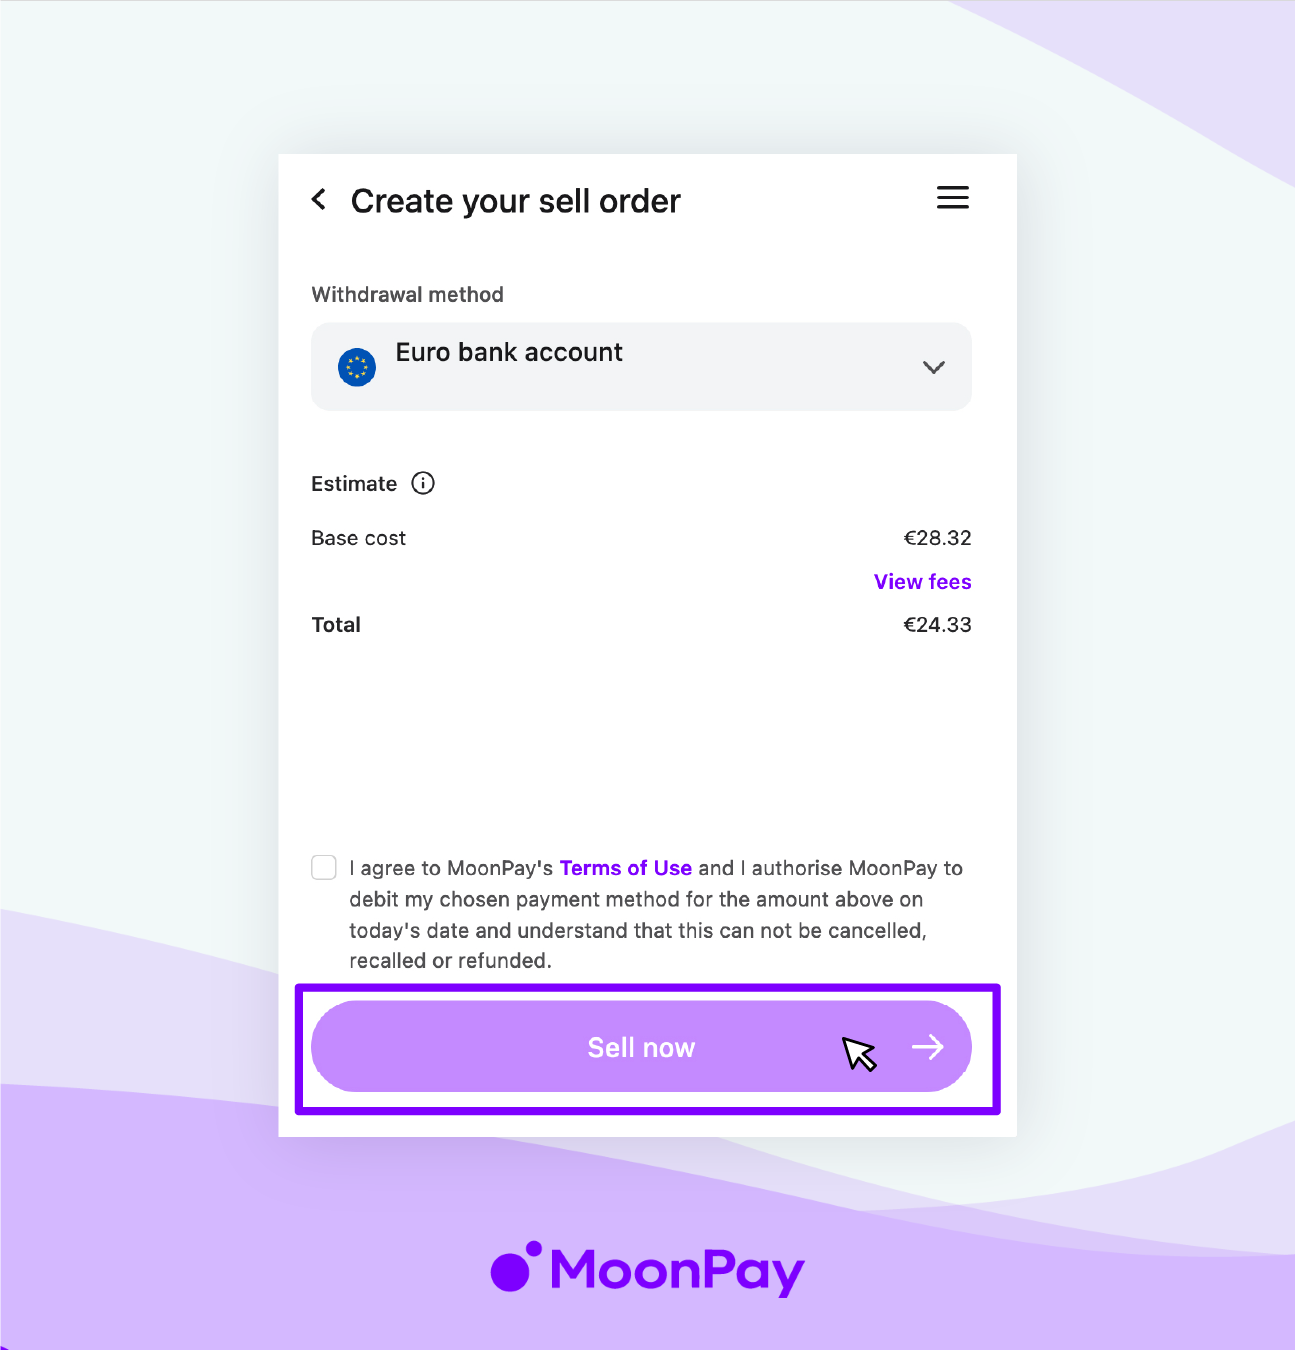 Create your sell order
Withdrawal method
Euro bank account
Estimate
Base cost €28.32
View fees
Total €24.33
I agree to MoonPay's Terms of Use and I authorise MoonPay to
debit my chosen payment method for the amount above on
today's date and understand that this can not be cancelled,
recalled or refunded.
Sell now
MoonPay